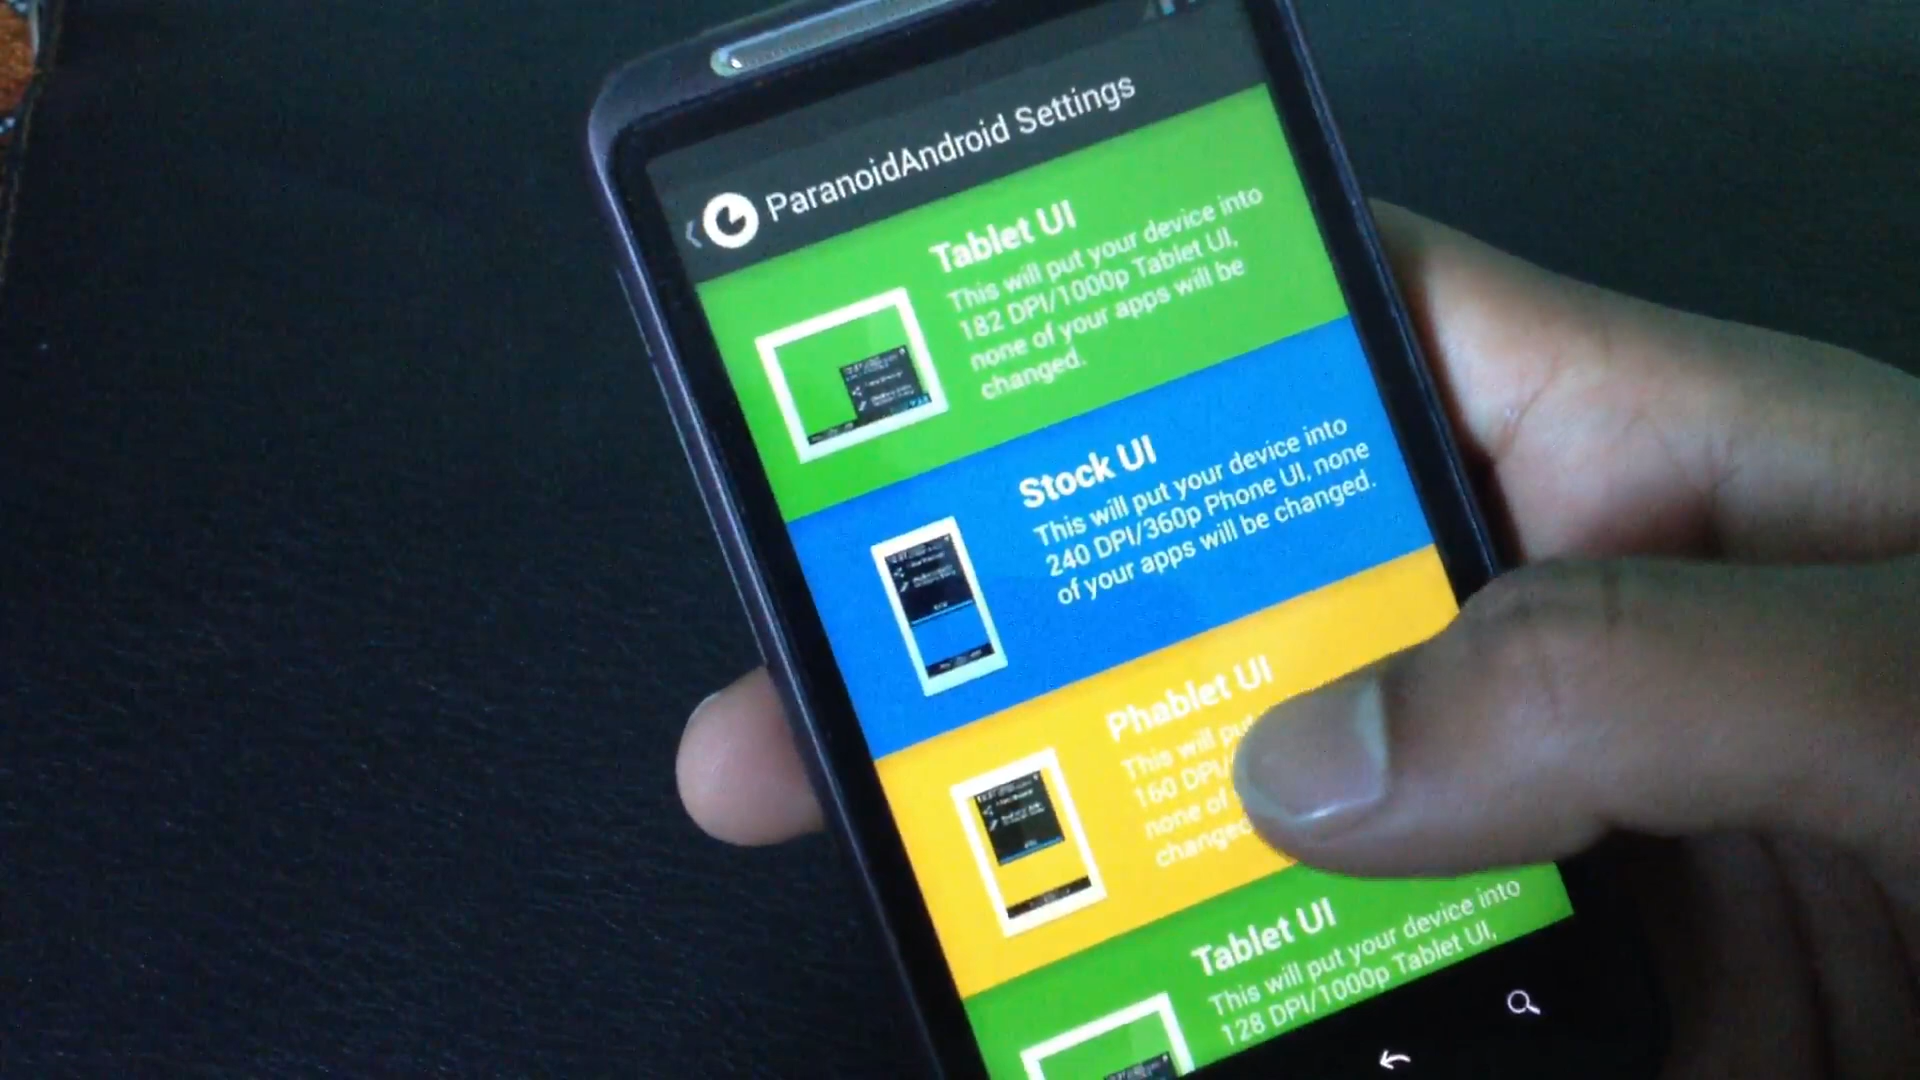 ParanoidAndroid Settings
Tablet UI
This will put your device into
182 DPI/1000p Tablet UI,
none of your apps will be
changed.
Stock UI
This will put your device into
240 DPI/360p Phone UI, none
of your apps will be changed.
Phablet UI
This will put
160 DPI/
none of
changed
Tablet UI
This will put your device into
128 DPI/1000p Tablet UI,